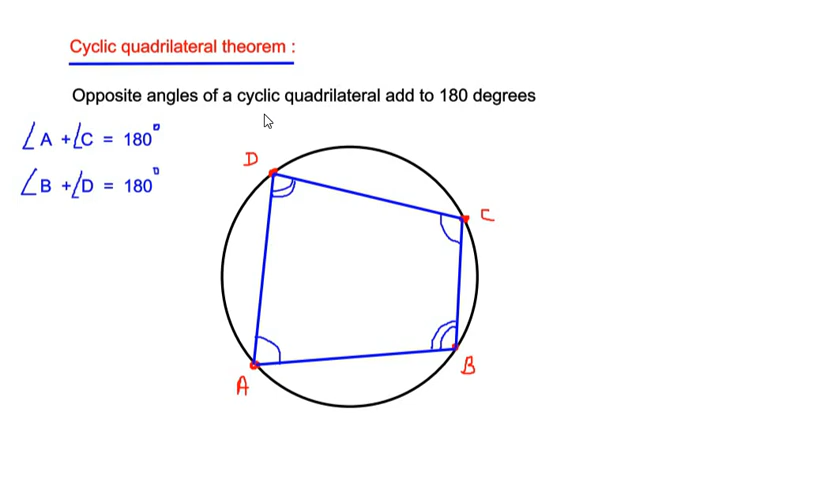 Cyclic quadrilateral theorem :
Opposite angles of a cyclic quadrilateral add to 180 degrees
∠A + ∠C = 180°
∠B + ∠D = 180°
D
C
B
A